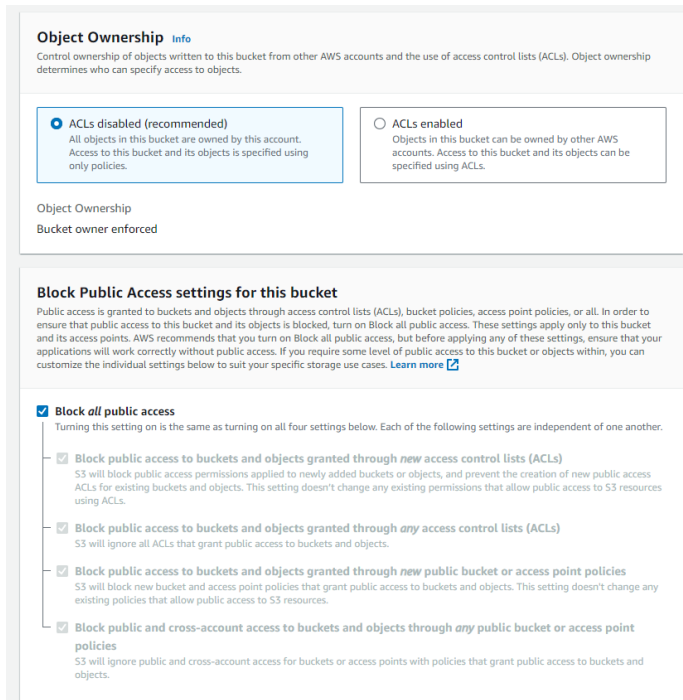 Object Ownership Info
Control ownership of objects written to this bucket from other AWS accounts and the use of access control lists (ACLs). Object ownership
determines who can specify access to objects.
ACLs disabled (recommended)
All objects in this bucket are owned by this account.
Access to this bucket and its objects is specified using
only policies.
ACLs enabled
Objects in this bucket can be owned by other AWS
accounts. Access to this bucket and its objects can be
specified using ACLs.
Object Ownership
Bucket owner enforced
Block Public Access settings for this bucket
Public access is granted to buckets and objects through access control lists (ACLs), bucket policies, access point policies, or all. In order to
ensure that public access to this bucket and its objects is blocked, turn on Block all public access. These settings apply only to this bucket
and its access points. AWS recommends that you turn on Block all public access, but before applying any of these settings, ensure that your
applications will work correctly without public access. If you require some level of public access to this bucket or objects within, you can
customize the individual settings below to suit your specific storage use cases. Learn more
Block all public access
Turning this setting on is the same as turning on all four settings below. Each of the following settings are independent of one another.
Block public access to buckets and objects granted through new access control lists (ACLs)
S3 will block public access permissions applied to newly added buckets or objects, and prevent the creation of new public access
ACLs for existing buckets and objects. This setting doesn't change any existing permissions that allow public access to S3 resources
using ACLs.
Block public access to buckets and objects granted through any access control lists (ACLs)
S3 will ignore all ACLs that grant public access to buckets and objects.
Block public access to buckets and objects granted through new public bucket or access point policies
S3 will block new bucket and access point policies that grant public access to buckets and objects. This setting doesn't change any
existing policies that allow public access to S3 resources.
Block public and cross-account access to buckets and objects through any public bucket or access point
policies
S3 will ignore public and cross-account access for buckets or access points with policies that grant public access to buckets and
objects.